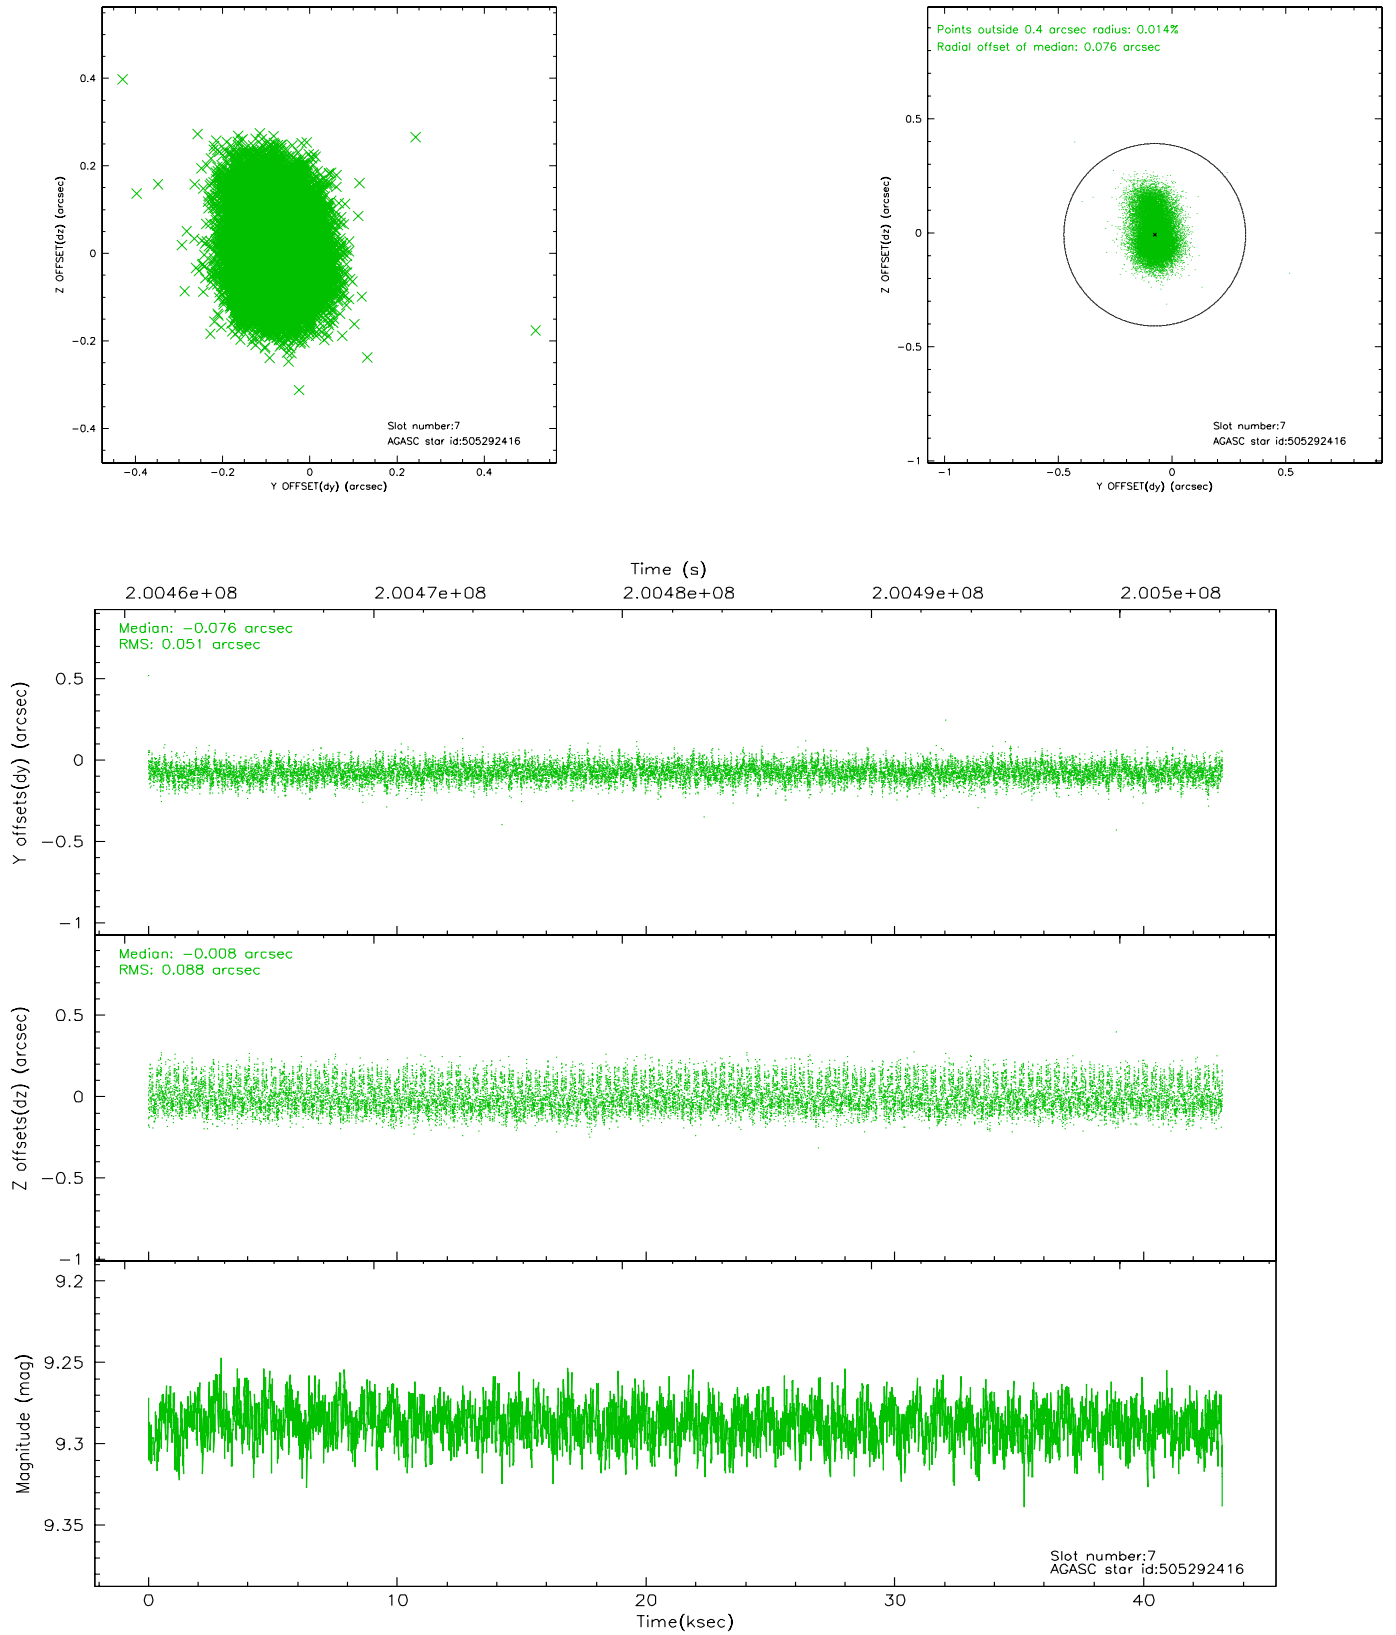 0.4
0.2
0
−0.2
−0.4
Z OFFSET(dz) (arcsec)
−0.4 −0.2 0 0.2 0.4
Y OFFSET(dy) (arcsec)
Slot number:7
AGASC star id:505292416
Points outside 0.4 arcsec radius: 0.014%
Radial offset of median: 0.076 arcsec
0.5
0
−0.5
−1
Z OFFSET(dz) (arcsec)
Slot number:7
AGASC star id:505292416
−1 −0.5 0 0.5
Y OFFSET(dy) (arcsec)
Time (s)
2.0046e+08 2.0047e+08 2.0048e+08 2.0049e+08 2.005e+08
Median: −0.076 arcsec
RMS: 0.051 arcsec
0.5
0
−0.5
−1
Y offsets(dy) (arcsec)
Median: −0.008 arcsec
RMS: 0.088 arcsec
0.5
0
−0.5
−1
Z offsets(dz) (arcsec)
9.2
9.25
9.3
9.35
Magnitude (mag)
Slot number:7
AGASC star id:505292416
0 10 20 30 40
Time(ksec)